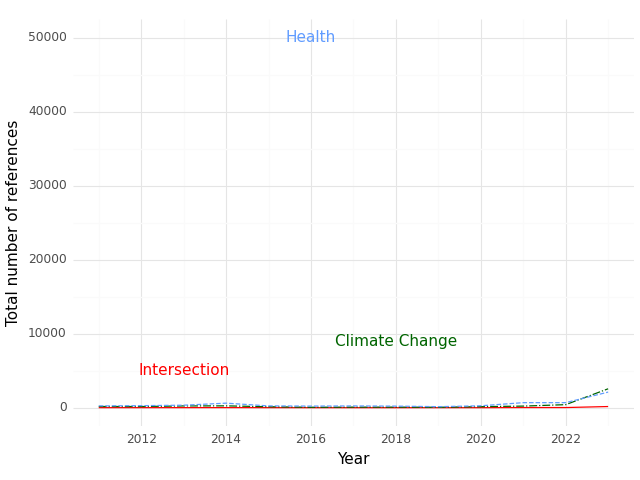 50000
40000
30000
20000
10000
0
Total number of references
Health
Climate Change
Intersection
2012
2014
2016
2018
2020
2022
Year